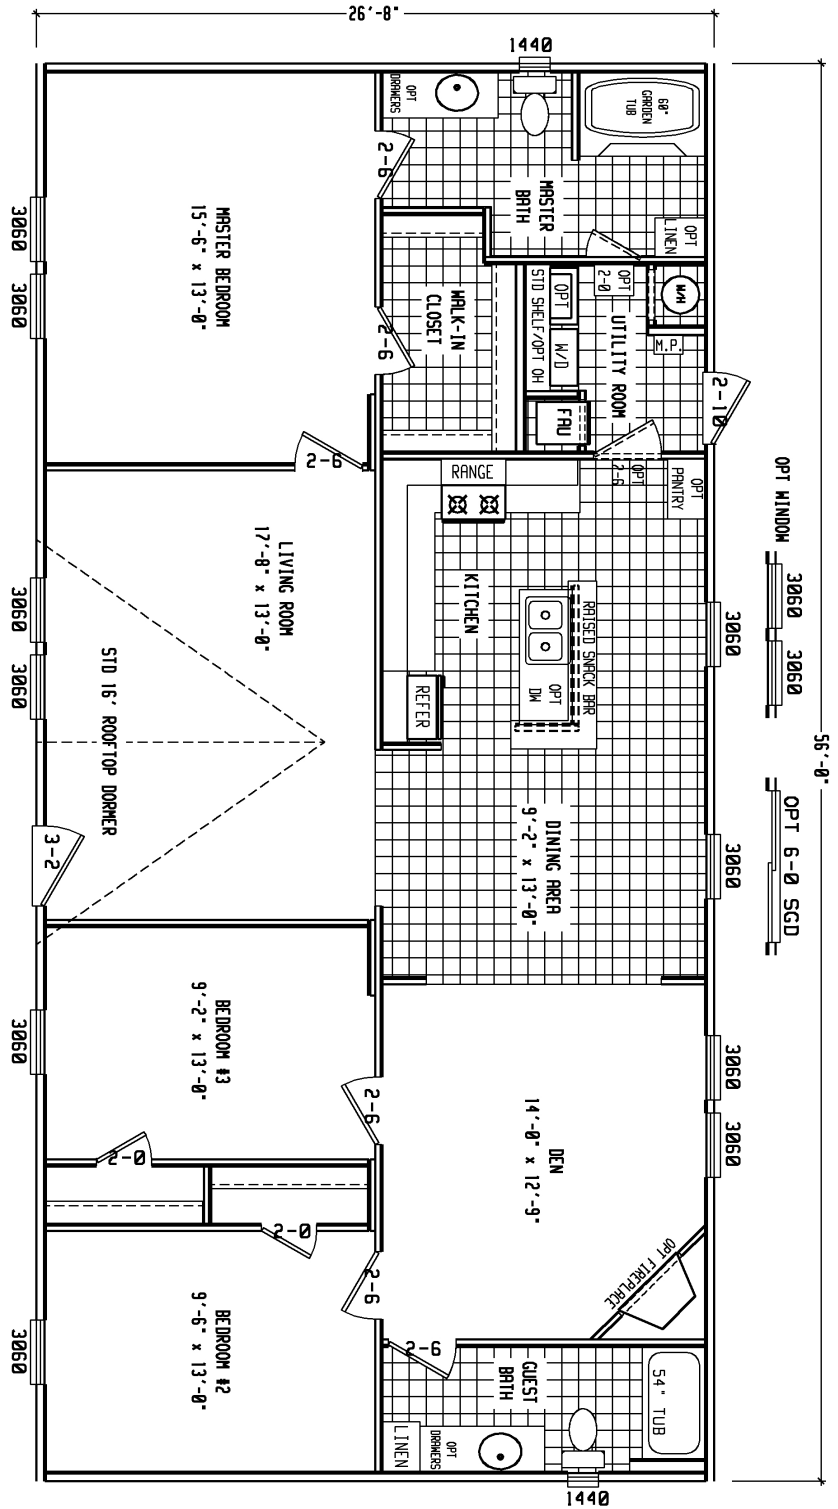 26'-8"
56'-0"
1440
OPT
DRAWERS
60"
GARDEN
TUB
MASTER
BATH
OPT
LINEN
2-6
MASTER BEDROOM
15'-6" x 13'-0"
3060
3060
WALK-IN
CLOSET
2-6
STD SHELF/OPT OH
OPT
W/D
OPT
2-0
W/H
UTILITY ROOM
M.P.
FAU
2-10
2-6
OPT
2-6
RANGE
OPT
PANTRY
OPT WINDOW
3060
3060
LIVING ROOM
17'-8" x 13'-0"
3060
3060
STD 16' ROOFTOP DORMER
KITCHEN
RAISED SNACK BAR
OPT
DW
REFER
3060
OPT 6-0 SGD
3-2
DINING AREA
9'-2" x 13'-0"
3060
BEDROOM #3
9'-2" x 13'-0"
3060
2-6
2-0
DEN
14'-0" x 12'-9"
3060
3060
2-0
2-6
OPT FIREPLACE
BEDROOM #2
9'-6" x 13'-0"
3060
2-6
GUEST
BATH
54" TUB
LINEN
OPT
DRAWERS
1440